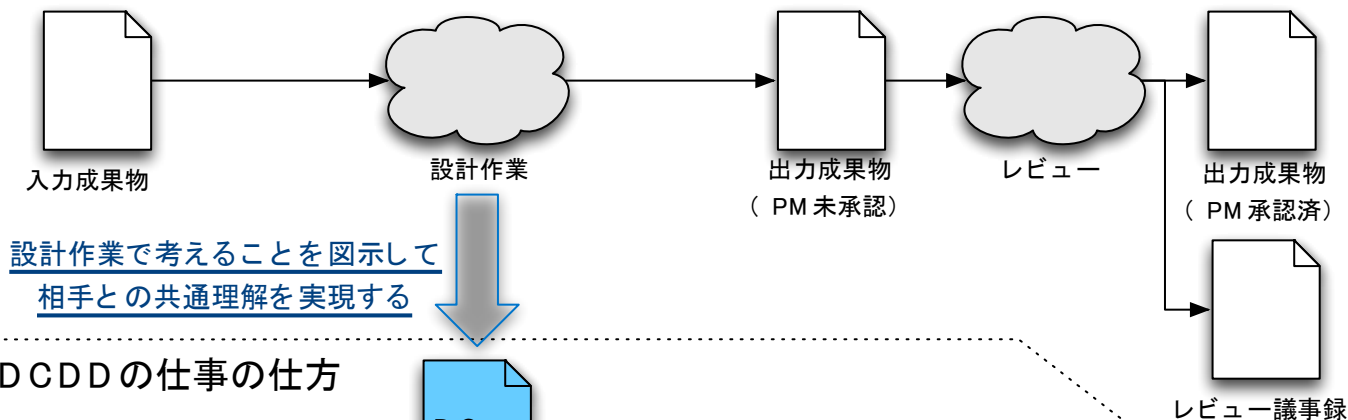 入力成果物
設計作業
出力成果物
( PM 未承認)
レビュー
出力成果物
( PM 承認済)
設計作業で考えることを図示して
相手との共通理解を実現する
DCDDの仕事の仕方
レビュー議事録